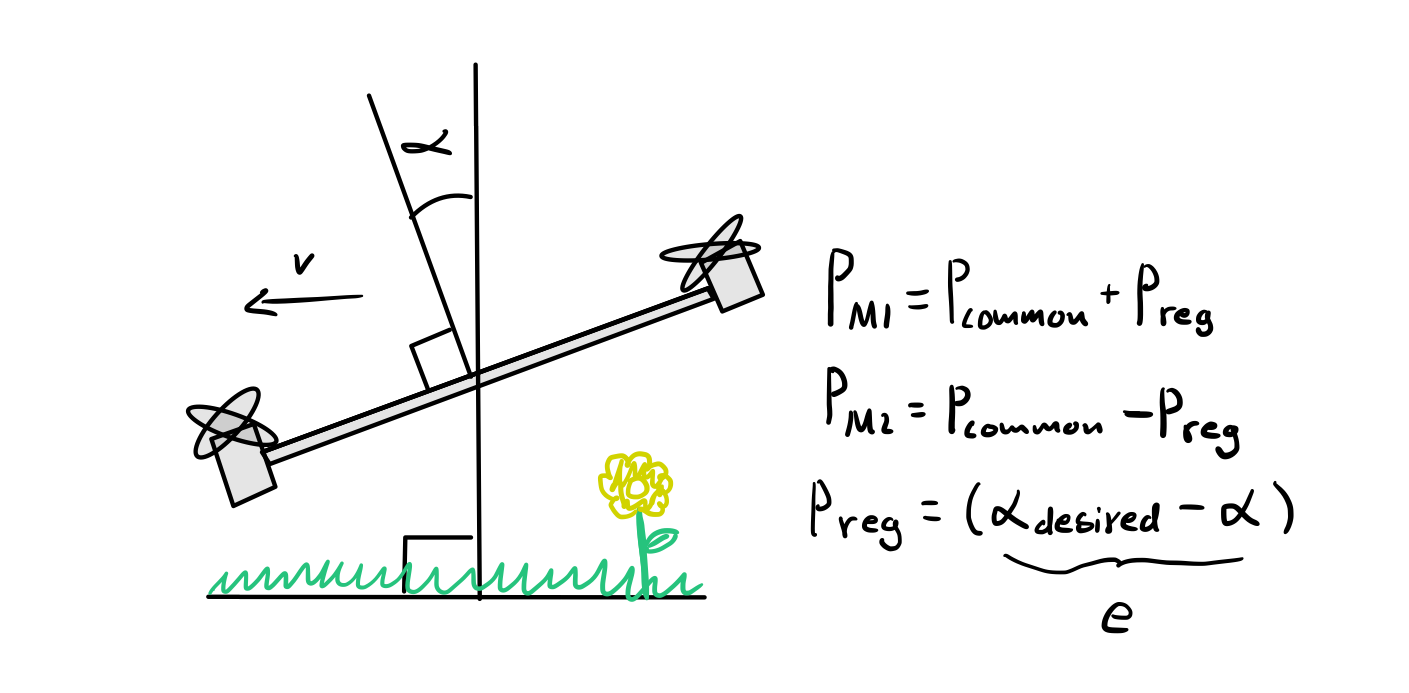 α
v
P_M1 = P_common + P_reg
P_M2 = P_common - P_reg
P_reg = (α_desired - α)
e